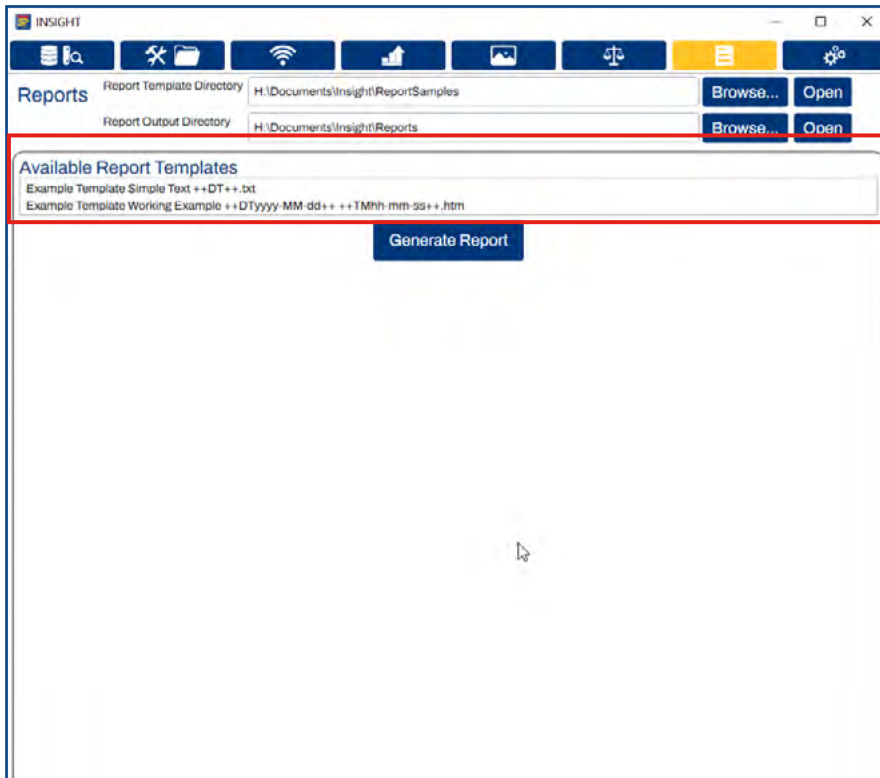 INSIGHT
Reports
Report Template Directory
H:\Documents\Insight\ReportSamples
Browse...
Open
Report Output Directory
H:\Documents\Insight\Reports
Browse...
Open
Available Report Templates
Example Template Simple Text ++DT++.txt
Example Template Working Example ++DTyyyy-MM-dd++ ++TMhh-mm-ss++.htm
Generate Report